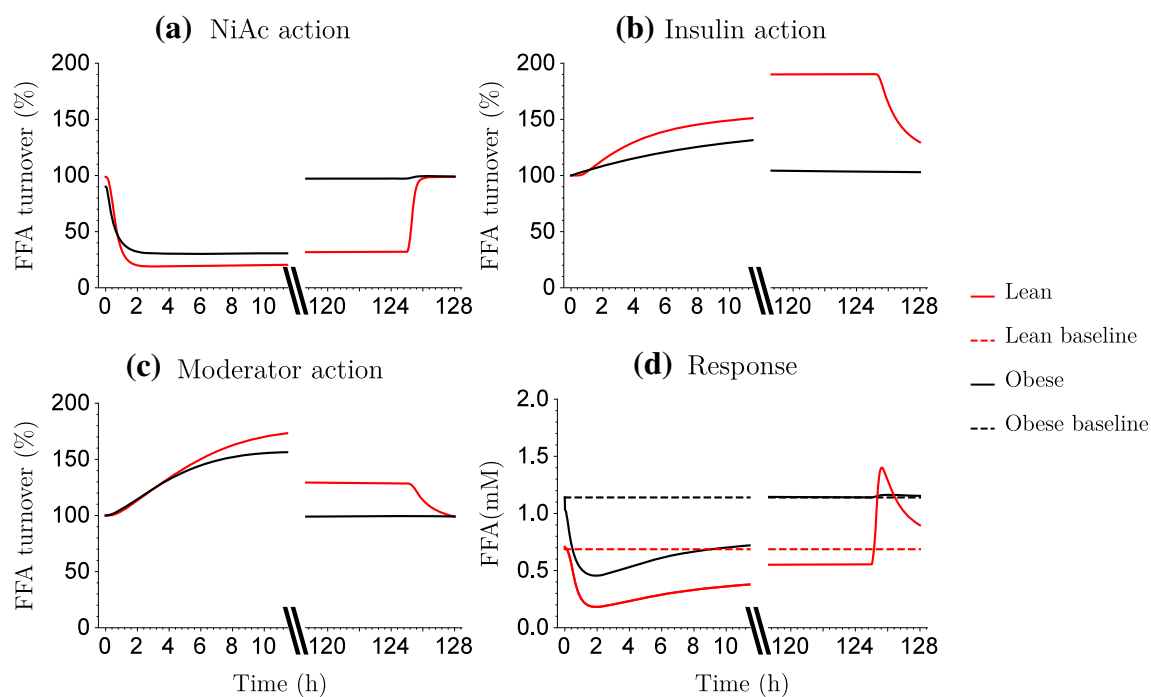 (a) NiAc action
(b) Insulin action
FFA turnover (%)
200
150
100
50
0
0 2 4 6 8 10 120 124 128
FFA turnover (%)
200
150
100
50
0
0 2 4 6 8 10 120 124 128
Lean
Lean baseline
Obese
Obese baseline
(c) Moderator action
(d) Response
FFA turnover (%)
200
150
100
50
0
0 2 4 6 8 10 120 124 128
Time (h)
FFA(mM)
2.0
1.5
1.0
0.5
0.0
0 2 4 6 8 10 120 124 128
Time (h)